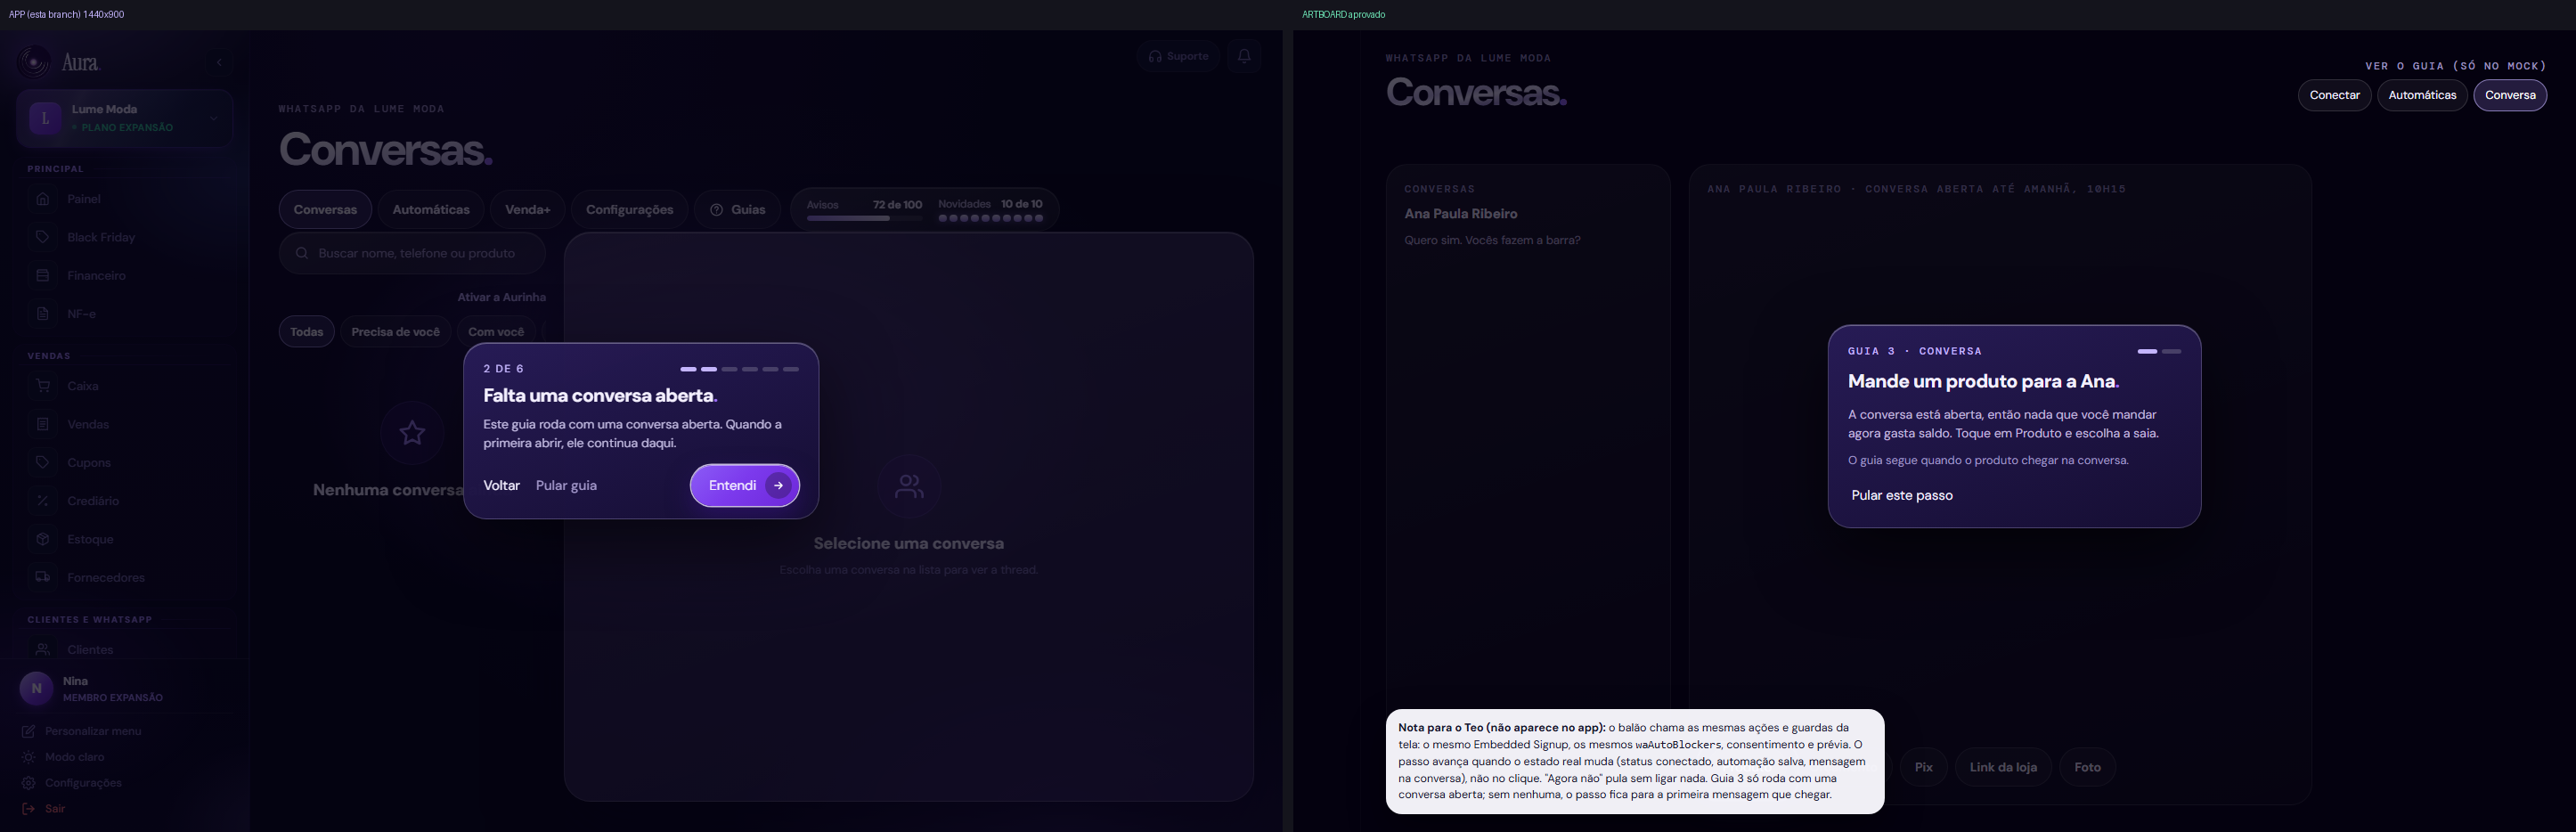 APP (esta branch) 1440x900
Aura
Suporte
Lume Moda
PLANO EXPANSÃO
PRINCIPAL
Painel
Black Friday
Financeiro
NF-e
VENDAS
Caixa
Vendas
Cupons
Crediário
Estoque
Fornecedores
CLIENTES E WHATSAPP
Clientes
N
Nina
MEMBRO EXPANSÃO
Personalizar menu
Modo claro
Configurações
Sair
WHATSAPP DA LUME MODA
Conversas.
Conversas
Automáticas
Venda+
Configurações
Guias
Avisos 72 de 100
Novidades 10 de 10
Buscar nome, telefone ou produto
Ativar a Aurinha
Todas
Precisa de você
Com você
Nenhuma conversa
2 DE 6
Falta uma conversa aberta.
Este guia roda com uma conversa aberta. Quando a
primeira abrir, ele continua daqui.
Voltar
Pular guia
Entendi
Selecione uma conversa
Escolha uma conversa na lista para ver a thread.
ARTBOARD aprovado
WHATSAPP DA LUME MODA
Conversas.
VER O GUIA (SÓ NO MOCK)
Conectar
Automáticas
Conversa
CONVERSAS
Ana Paula Ribeiro
Quero sim. Vocês fazem a barra?
ANA PAULA RIBEIRO · CONVERSA ABERTA ATÉ AMANHÃ, 10H15
GUIA 3 · CONVERSA
Mande um produto para a Ana.
A conversa está aberta, então nada que você mandar
agora gasta saldo. Toque em Produto e escolha a saia.
O guia segue quando o produto chegar na conversa.
Pular este passo
Nota para o Teo (não aparece no app): o balão chama as mesmas ações e guardas da
tela: o mesmo Embedded Signup, os mesmos waAutoBlockers, consentimento e prévia. O
passo avança quando o estado real muda (status conectado, automação salva, mensagem
na conversa), não no clique. "Agora não" pula sem ligar nada. Guia 3 só roda com uma
conversa aberta; sem nenhuma, o passo fica para a primeira mensagem que chegar.
Pix
Link da loja
Foto